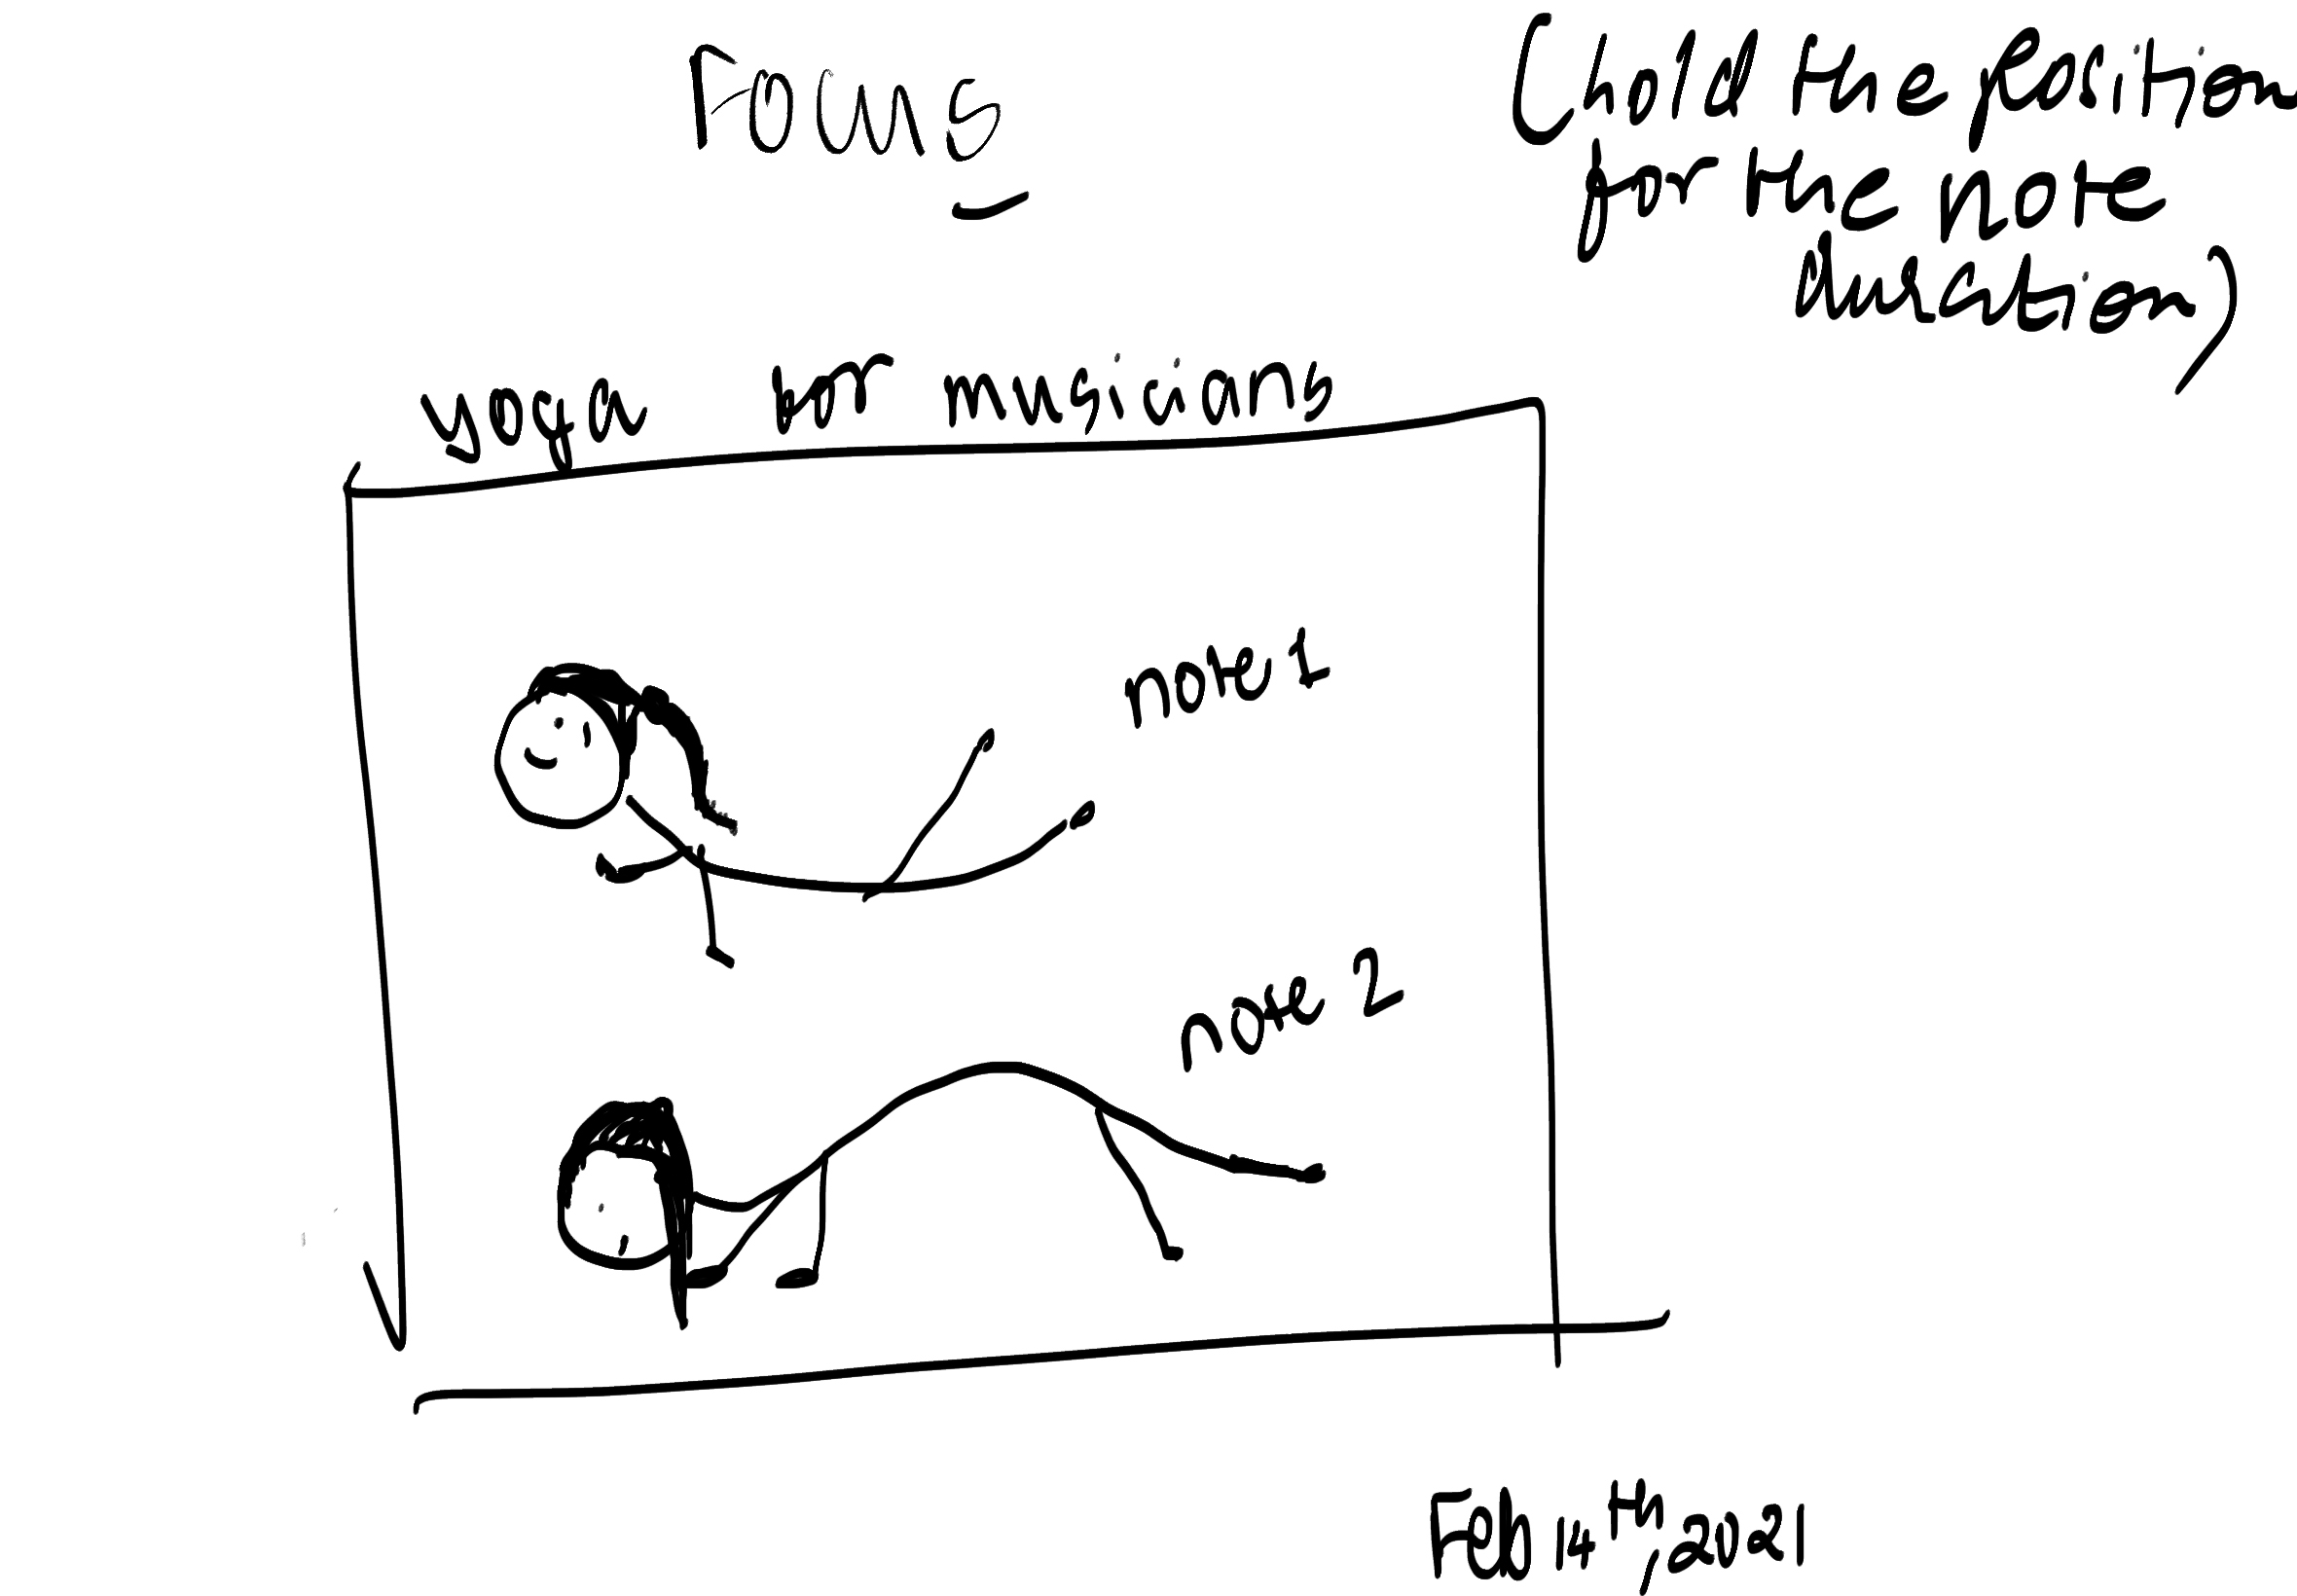 Focus
(hold the position
for the note
duration)
yoga for musicians
note 1
note 2
Feb 14th, 2021